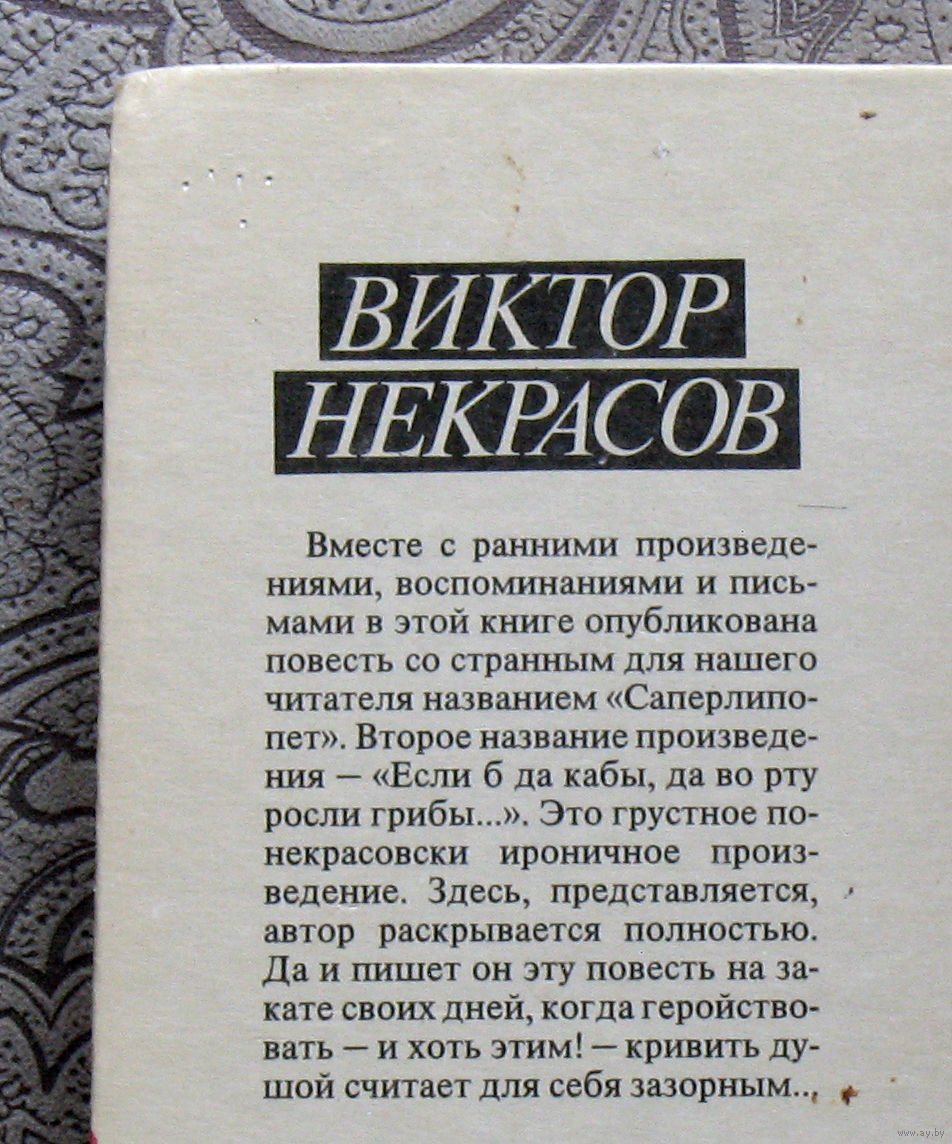 ВИКТОР
НЕКРАСОВ
Вместе с ранними произведе-
ниями, воспоминаниями и пись-
мами в этой книге опубликована
повесть со странным для нашего
читателя названием «Саперлипо-
пет». Второе название произведе-
ния — «Если б да кабы, да во рту
росли грибы...». Это грустное по-
некрасовски ироничное произ-
ведение. Здесь, представляется,
автор раскрывается полностью.
Да и пишет он эту повесть на за-
кате своих дней, когда геройство-
вать — и хоть этим! — кривить ду-
шой считает для себя зазорным...
www.ay.by